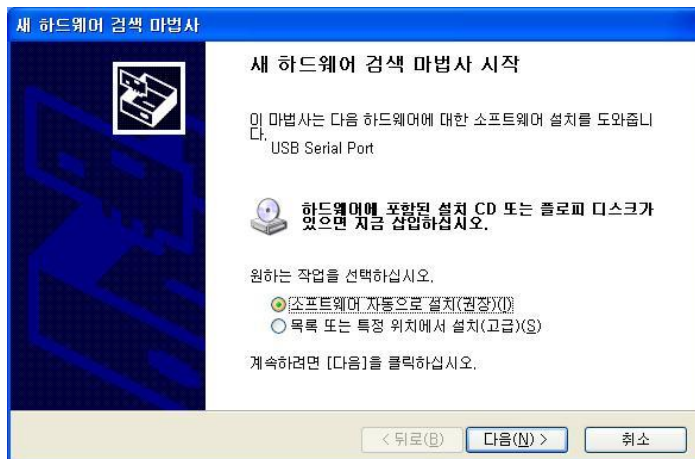 새 하드웨어 검색 마법사
새 하드웨어 검색 마법사 시작
이 마법사는 다음 하드웨어에 대한 소프트웨어 설치를 도와줍니
다.
USB Serial Port
하드웨어에 포함된 설치 CD 또는 플로피 디스크가
있으면 지금 삽입하십시오.
원하는 작업을 선택하십시오.
소프트웨어 자동으로 설치(권장)(I)
목록 또는 특정 위치에서 설치(고급)(S)
계속하려면 [다음]을 클릭하십시오.
< 뒤로(B) 다음(N) > 취소